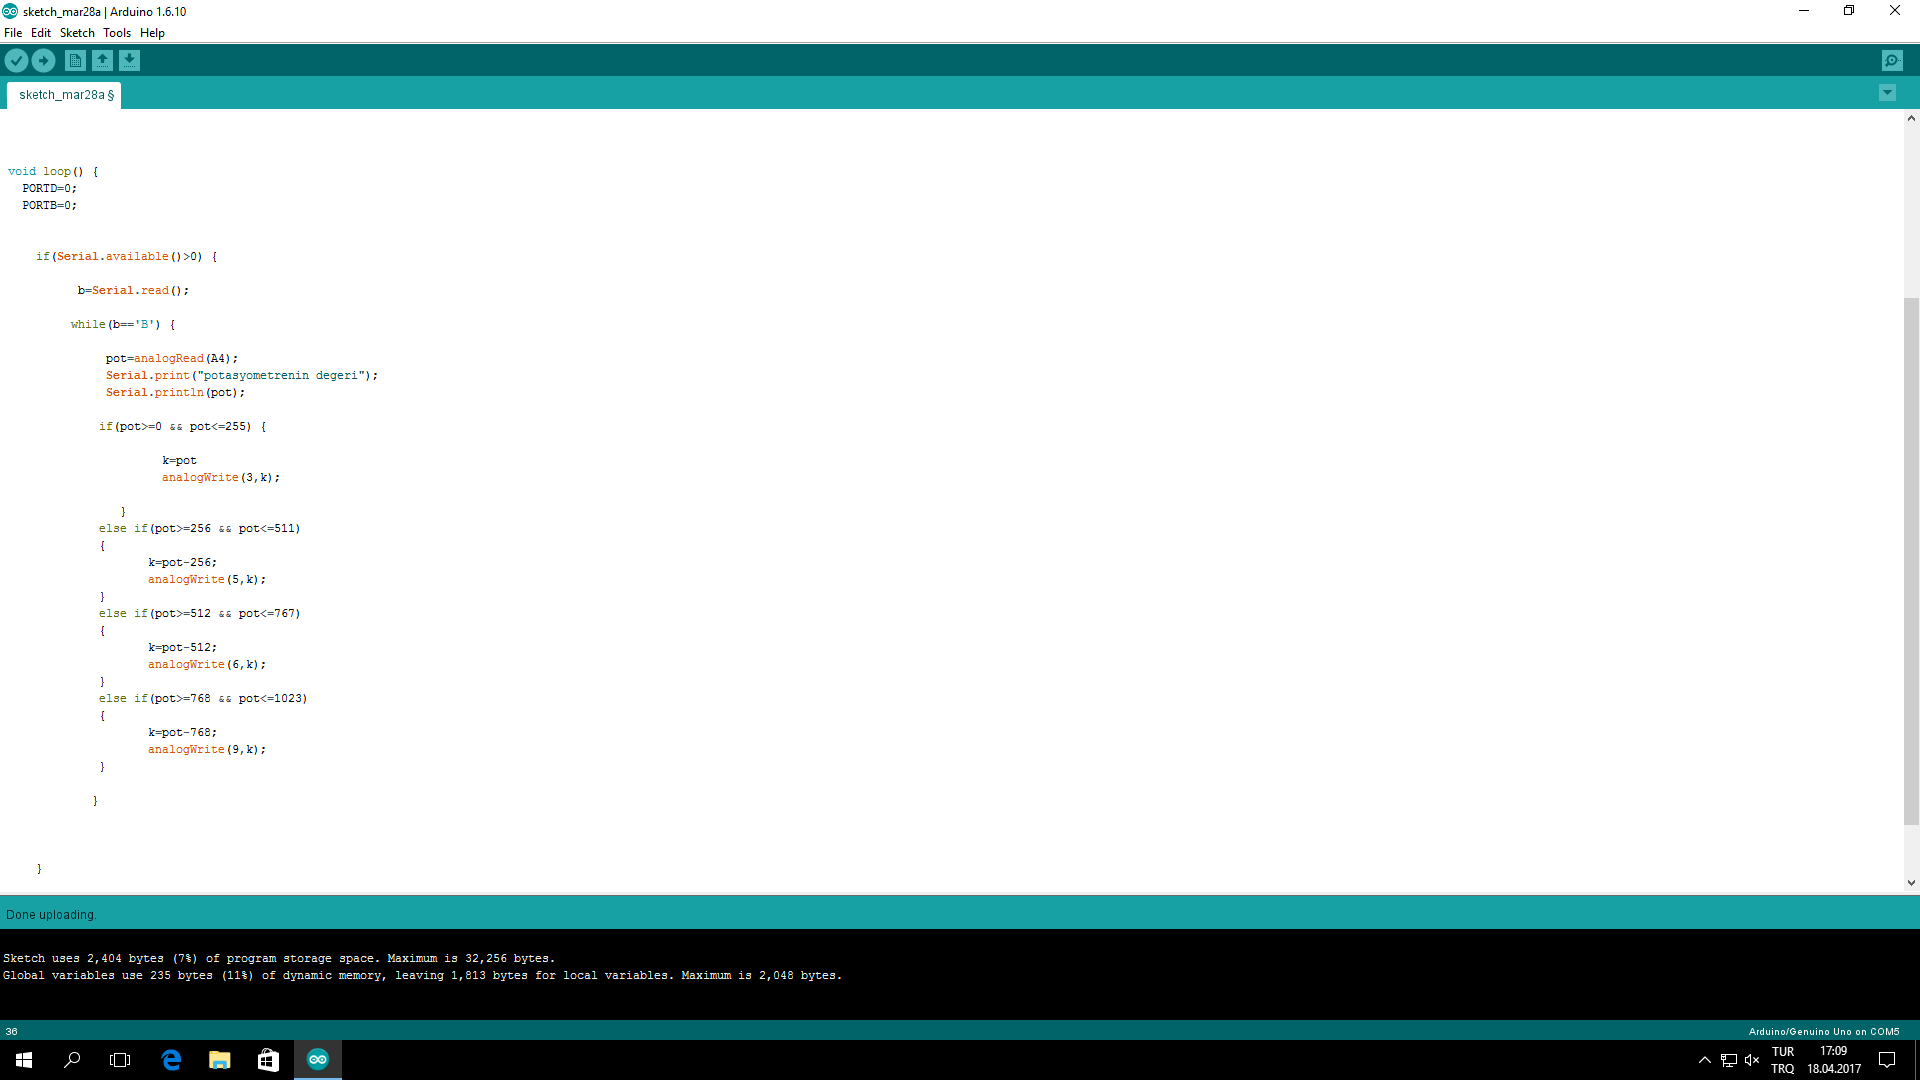 sketch_mar28a | Arduino 1.6.10
File Edit Sketch Tools Help
sketch_mar28a §
void loop() {
PORTD=0;
PORTB=0;
if(Serial.available()>0) {
b=Serial.read();
while(b=='B') {
pot=analogRead(A4);
Serial.print("potasyometrenin degeri");
Serial.println(pot);
if(pot>=0 && pot<=255) {
k=pot
analogWrite(3,k);
}
else if(pot>=256 && pot<=511)
{
k=pot-256;
analogWrite(5,k);
}
else if(pot>=512 && pot<=767)
{
k=pot-512;
analogWrite(6,k);
}
else if(pot>=768 && pot<=1023)
{
k=pot-768;
analogWrite(9,k);
}
}
}
Done uploading.
Sketch uses 2,404 bytes (7%) of program storage space. Maximum is 32,256 bytes.
Global variables use 235 bytes (11%) of dynamic memory, leaving 1,813 bytes for local variables. Maximum is 2,048 bytes.
36
Arduino/Genuino Uno on COM5
TUR 17:09
TRQ 18.04.2017